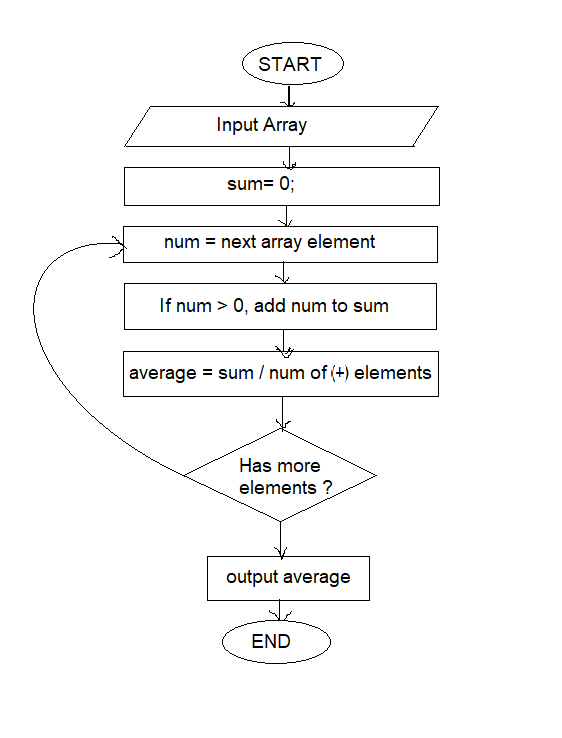 START
Input Array
sum= 0;
num = next array element
If num > 0, add num to sum
average = sum / num of (+) elements
Has more
elements ?
output average
END